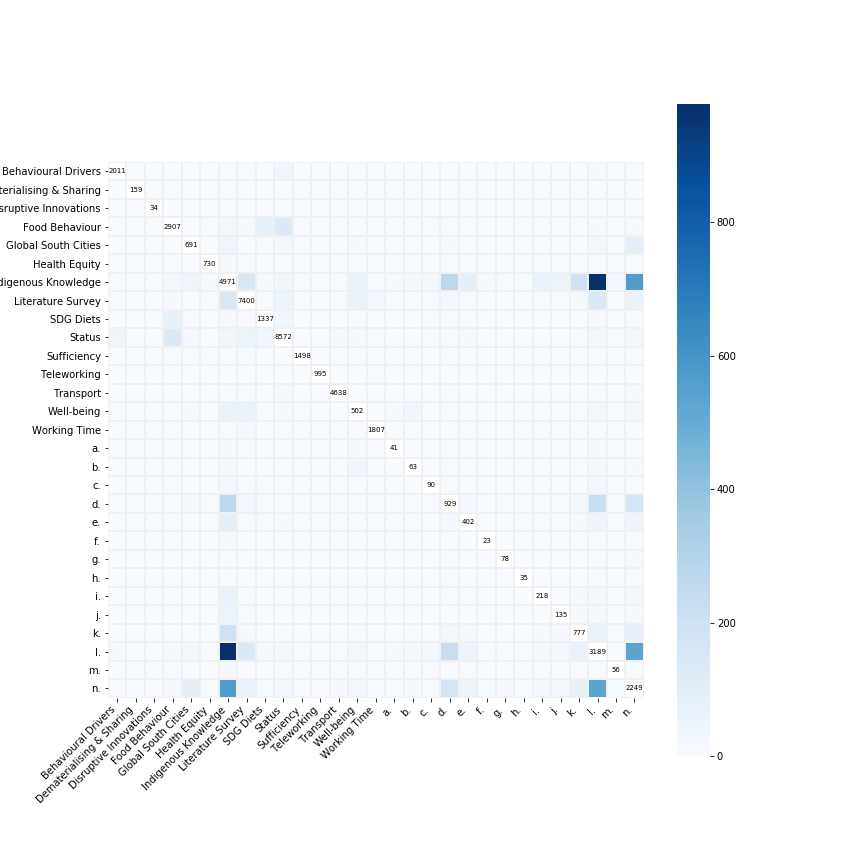 Behavioural Drivers
2011
terialising & Sharing
159
sruptive Innovations
34
Food Behaviour
2907
Global South Cities
691
Health Equity
730
digenous Knowledge
4971
Literature Survey
7400
SDG Diets
1337
Status
8572
Sufficiency
1498
Teleworking
995
Transport
4638
Well-being
502
Working Time
1807
a.
41
b.
63
c.
90
d.
929
e.
402
f.
23
g.
78
h.
35
i.
218
j.
135
k.
777
l.
3189
m.
56
n.
2249
Behavioural Drivers
Dematerialising & Sharing
Disruptive Innovations
Food Behaviour
Global South Cities
Health Equity
Indigenous Knowledge
Literature Survey
SDG Diets
Status
Sufficiency
Teleworking
Transport
Well-being
Working Time
a.
b.
c.
d.
e.
f.
g.
h.
i.
j.
k.
l.
m.
n.
800
600
400
200
0